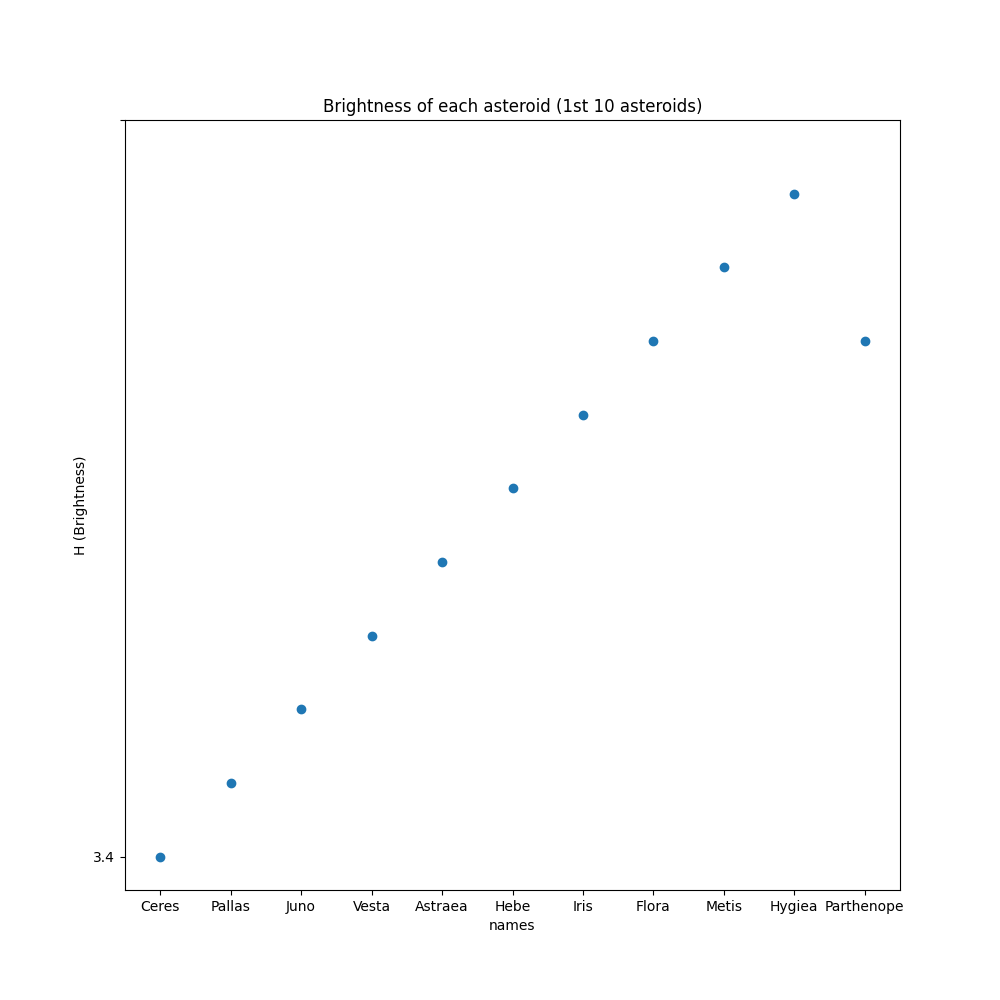 Brightness of each asteroid (1st 10 asteroids)
H (Brightness)
3.4
Ceres Pallas Juno Vesta Astraea Hebe Iris Flora Metis Hygiea Parthenope
names